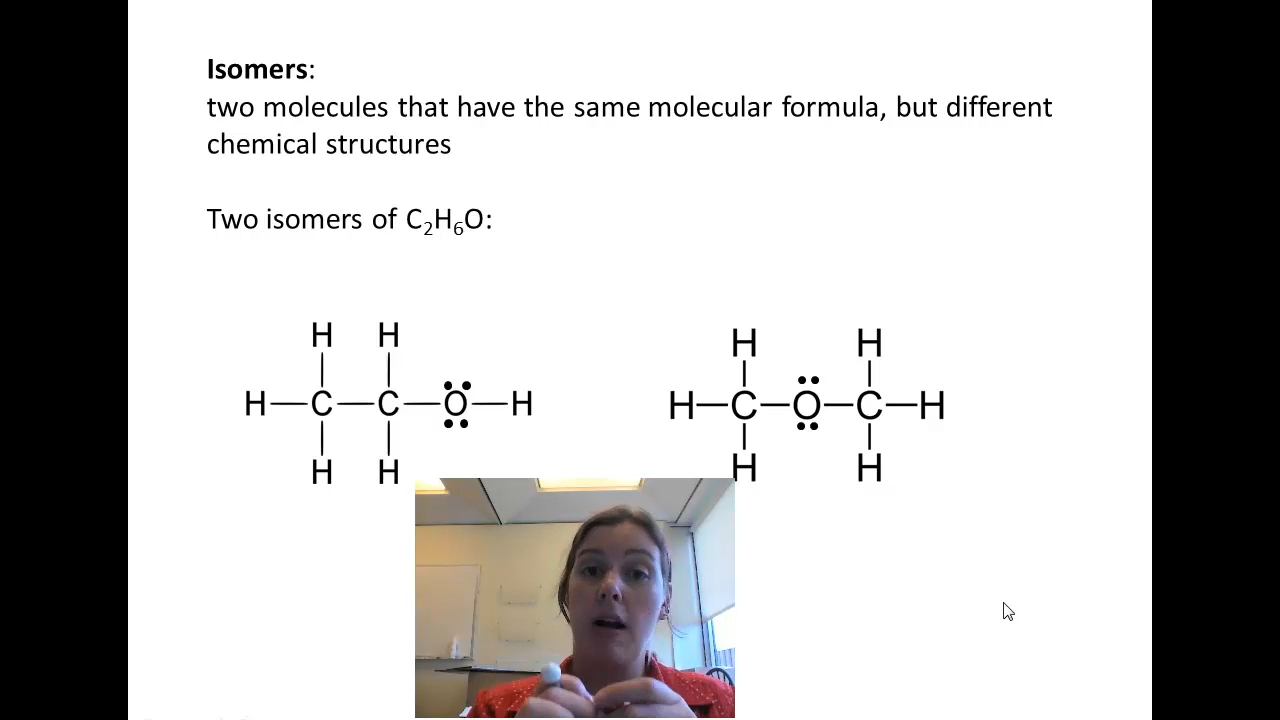 Isomers:
two molecules that have the same molecular formula, but different
chemical structures
Two isomers of C₂H₆O:
H H
H—C—C—O—H
H H
H H
H—C—O—C—H
H H